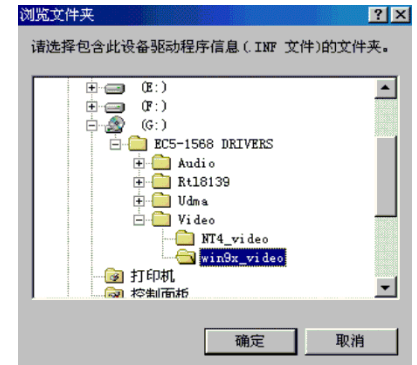 浏览文件夹
请选择包含此设备驱动程序信息(INF 文件)的文件夹。
(E:)
(F:)
(G:)
EC5-1568 DRIVERS
Audio
Rtl8139
Udma
Video
NT4_video
win9x_video
打印机
控制面板
确定 取消